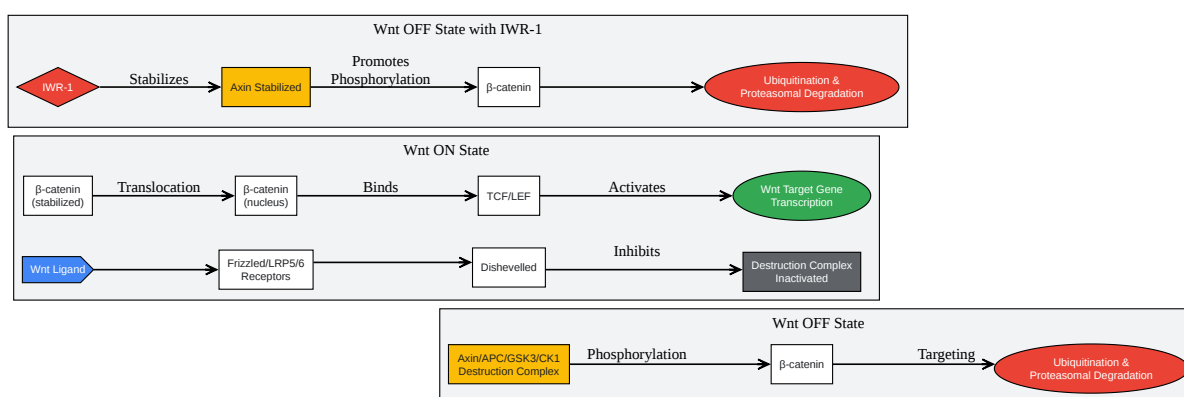 Wnt OFF State with IWR-1
IWR-1
Stabilizes
Axin Stabilized
Promotes
Phosphorylation
β-catenin
Ubiquitination &
Proteasomal Degradation
Wnt ON State
β-catenin
(stabilized)
Translocation
β-catenin
(nucleus)
Binds
TCF/LEF
Activates
Wnt Target Gene
Transcription
Wnt Ligand
Frizzled/LRP5/6
Receptors
Dishevelled
Inhibits
Destruction Complex
Inactivated
Wnt OFF State
Axin/APC/GSK3/CK1
Destruction Complex
Phosphorylation
β-catenin
Targeting
Ubiquitination &
Proteasomal Degradation